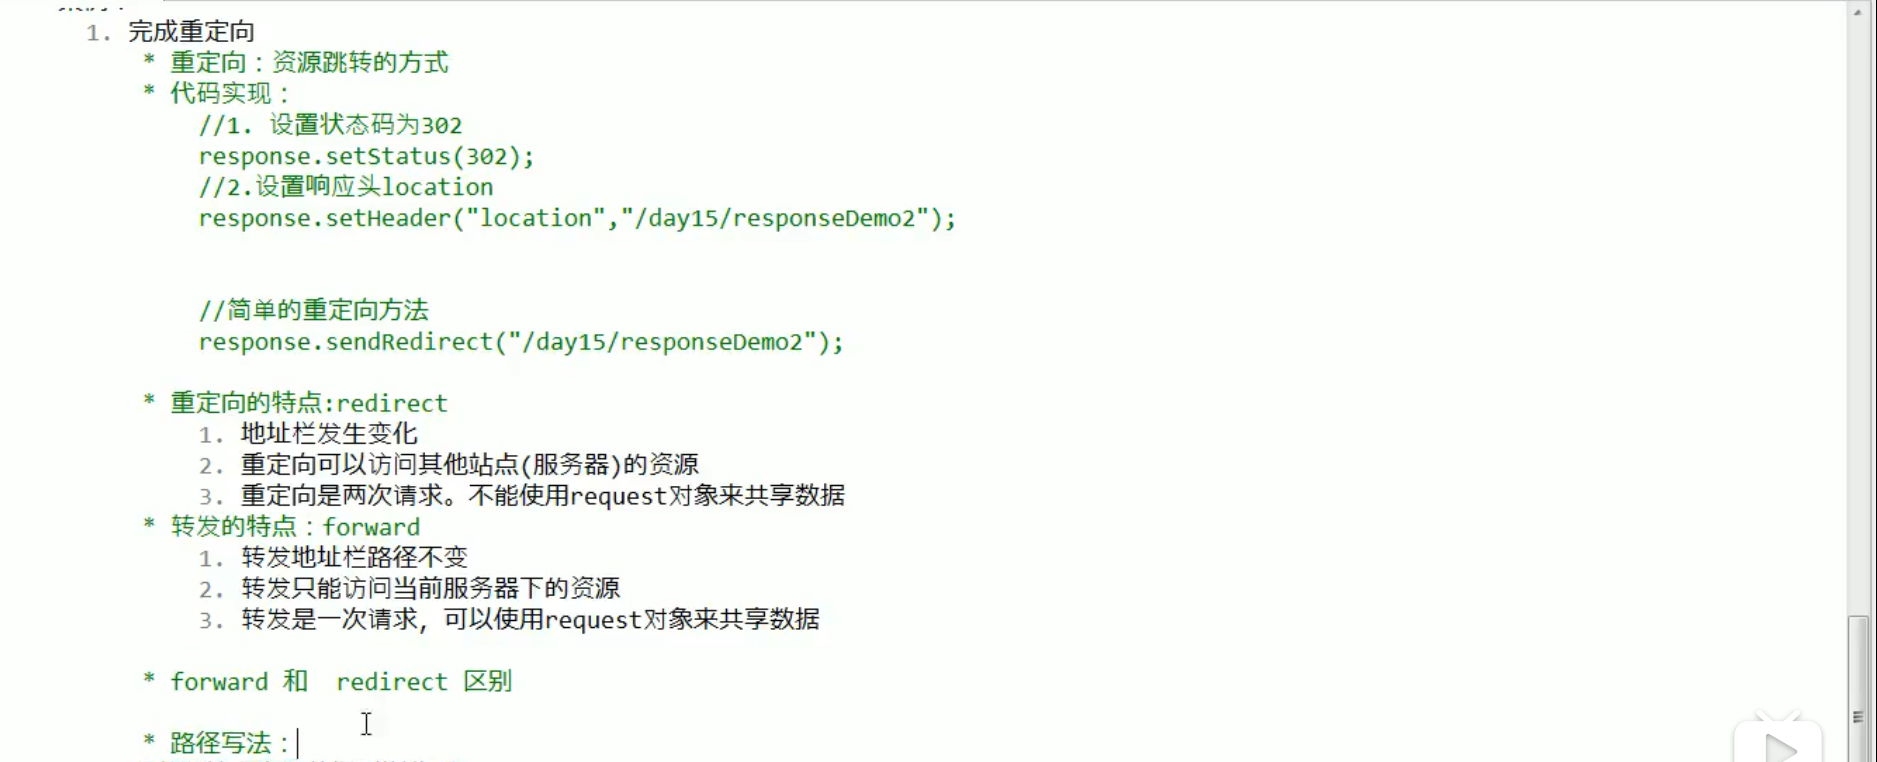 1. 完成重定向
* 重定向：资源跳转的方式
* 代码实现：
//1. 设置状态码为302
response.setStatus(302);
//2.设置响应头location
response.setHeader("location","/day15/responseDemo2");
//简单的重定向方法
response.sendRedirect("/day15/responseDemo2");
* 重定向的特点:redirect
1. 地址栏发生变化
2. 重定向可以访问其他站点(服务器)的资源
3. 重定向是两次请求。不能使用request对象来共享数据
* 转发的特点：forward
1. 转发地址栏路径不变
2. 转发只能访问当前服务器下的资源
3. 转发是一次请求，可以使用request对象来共享数据
* forward 和  redirect 区别
* 路径写法：